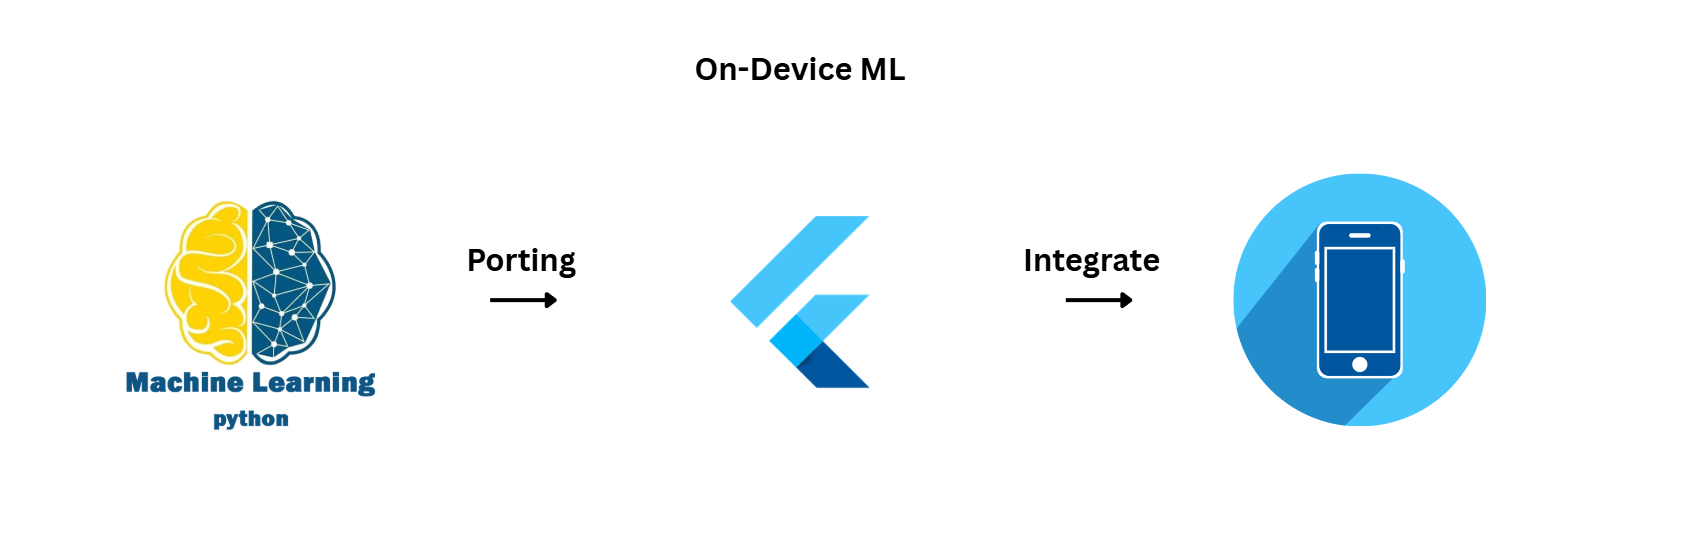 On-Device ML
Porting
Integrate
Machine Learning
python